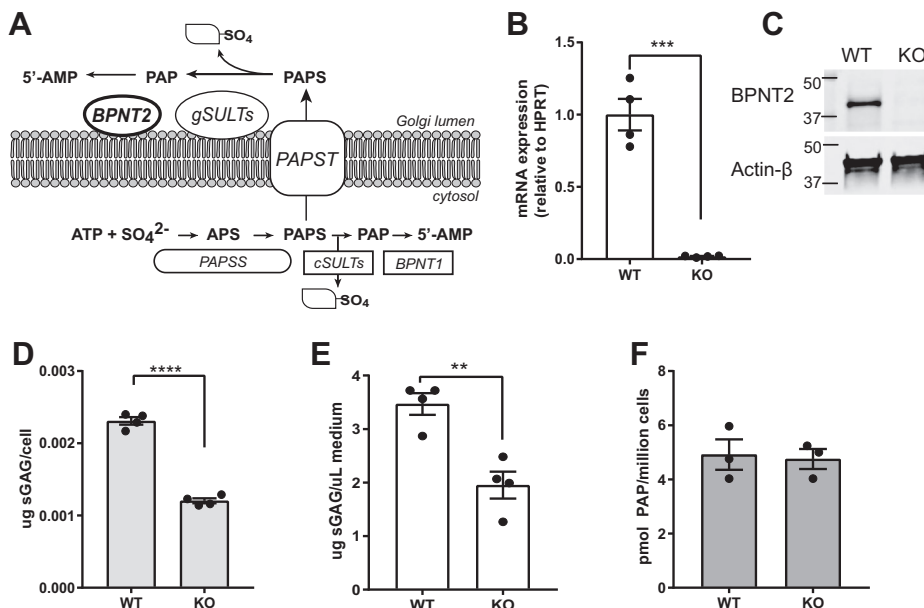 A
SO₄
5'-AMP ← PAP ← PAPS
BPNT2
gSULTs
Golgi lumen
PAPST
cytosol
ATP + SO₄²⁻ → APS → PAPS → PAP → 5'-AMP
PAPSS
cSULTs
BPNT1
SO₄
B
***
mRNA expression
(relative to HPRT)
1.5
1.0
0.5
0.0
WT KO
C
WT KO
BPNT2
50
37
Actin-β
50
37
D
****
ug sGAG/cell
0.003
0.002
0.001
0.000
WT KO
E
**
ug sGAG/uL medium
4
3
2
1
0
WT KO
F
pmol PAP/million cells
8
6
4
2
0
WT KO